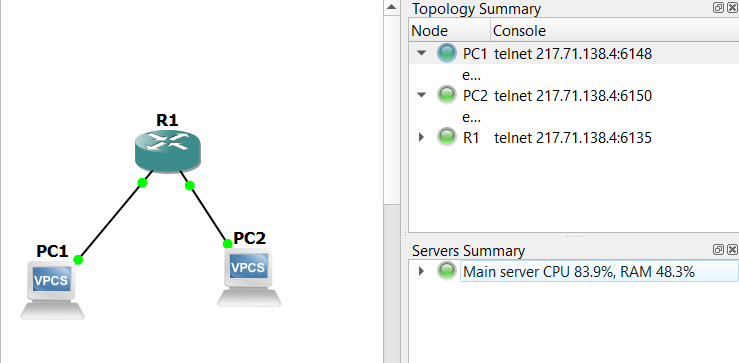 R1
PC1
PC2
VPCS
VPCS
Topology Summary
Node Console
PC1 telnet 217.71.138.4:6148
e...
PC2 telnet 217.71.138.4:6150
e...
R1 telnet 217.71.138.4:6135
Servers Summary
Main server CPU 83.9%, RAM 48.3%